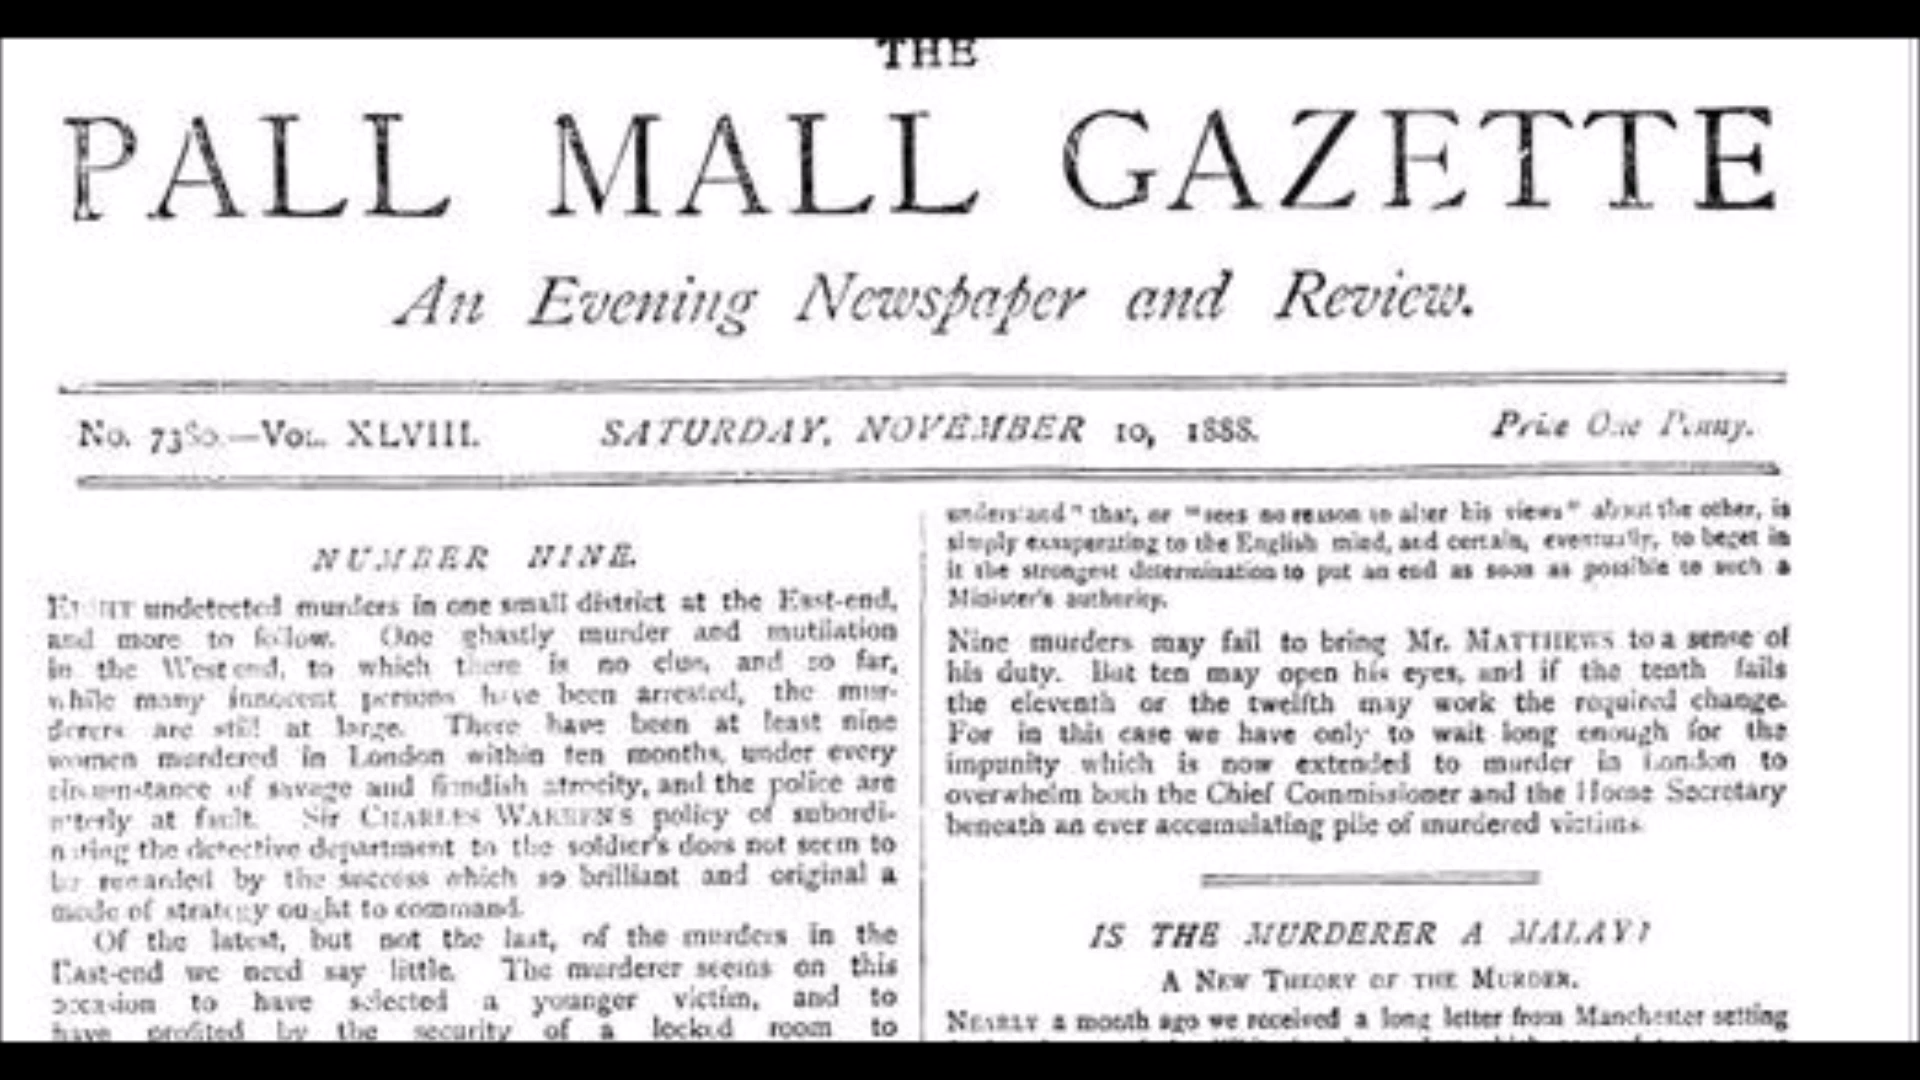 THE
PALL MALL GAZETTE
An Evening Newspaper and Review.
No. 7380.—VOL. XLVIII.
SATURDAY, NOVEMBER 10, 1888.
Price One Penny.
NUMBER NINE.
EIGHT undetected murders in one small district at the East-end,
and more to follow. One ghastly murder and mutilation
in the West end, to which there is no clue, and so far,
while many innocent persons have been arrested, the mur-
derers are still at large. There have been at least nine
women murdered in London within ten months, under every
circumstance of savage and fiendish atrocity, and the police are
utterly at fault. Sir CHARLES WARREN'S policy of subordi-
nating the detective department to the soldier's does not seem to
be rewarded by the success which so brilliant and original a
mode of strategy ought to command.
Of the latest, but not the last, of the murders in the
East-end we need say little. The murderer seems on this
occasion to have selected a younger victim, and to
have profited by the security of a locked room to
understand" that, or "sees no reason to alter his views" about the other, is
simply exasperating to the English mind, and certain, eventually, to beget in
it the strongest determination to put an end as soon as possible to such a
Minister's authority.
Nine murders may fail to bring Mr. MATTHEWS to a sense of
his duty. But ten may open his eyes, and if the tenth fails
the eleventh or the twelfth may work the required change.
For in this case we have only to wait long enough for the
impunity which is now extended to murder in London to
overwhelm both the Chief Commissioner and the Home Secretary
beneath an ever accumulating pile of murdered victims.
IS THE MURDERER A MALAY?
A NEW THEORY OF THE MURDER.
NEARLY a month ago we received a long letter from Manchester setting